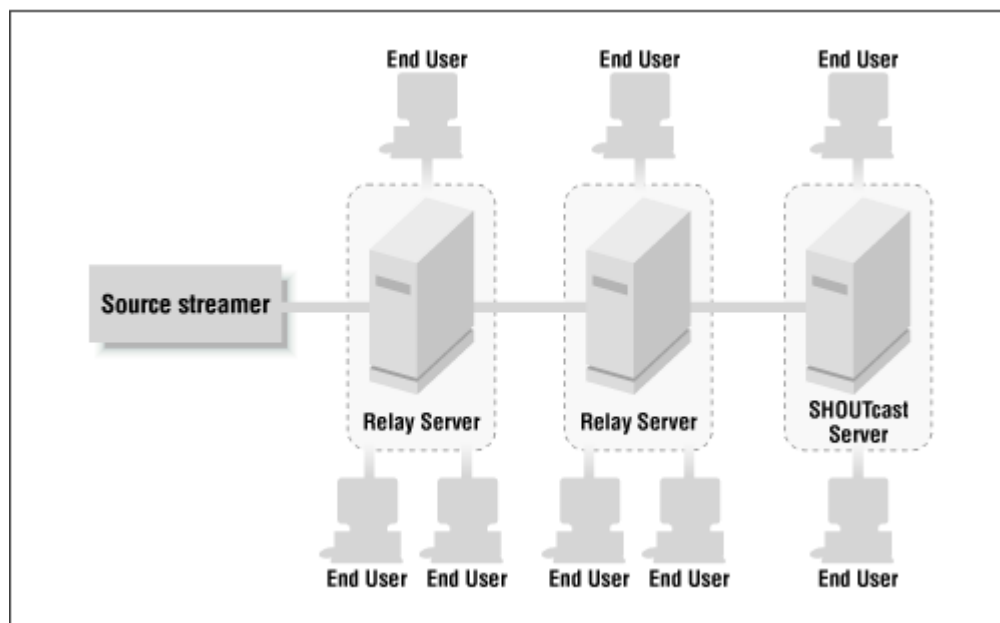 End User
End User
End User
Source streamer
Relay Server
Relay Server
SHOUTcast
Server
End User
End User
End User
End User
End User